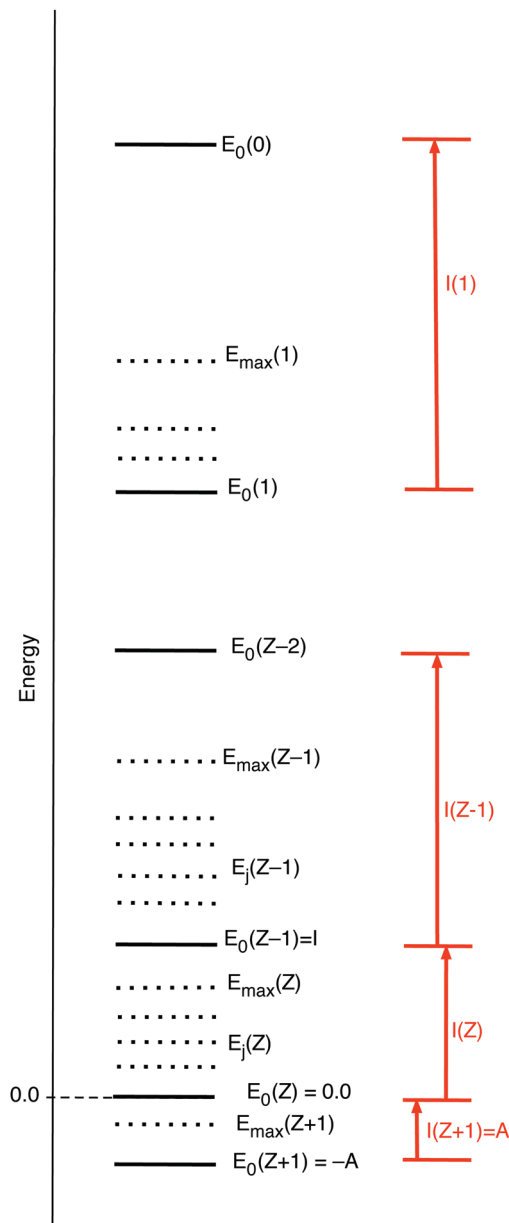 E₀(0)
I(1)
Eₘₐₓ(1)
E₀(1)
Energy
E₀(Z–2)
Eₘₐₓ(Z–1)
I(Z-1)
Eⱼ(Z–1)
E₀(Z–1)=I
Eₘₐₓ(Z)
I(Z)
Eⱼ(Z)
0.0
E₀(Z) = 0.0
Eₘₐₓ(Z+1)
I(Z+1)=A
E₀(Z+1) = –A